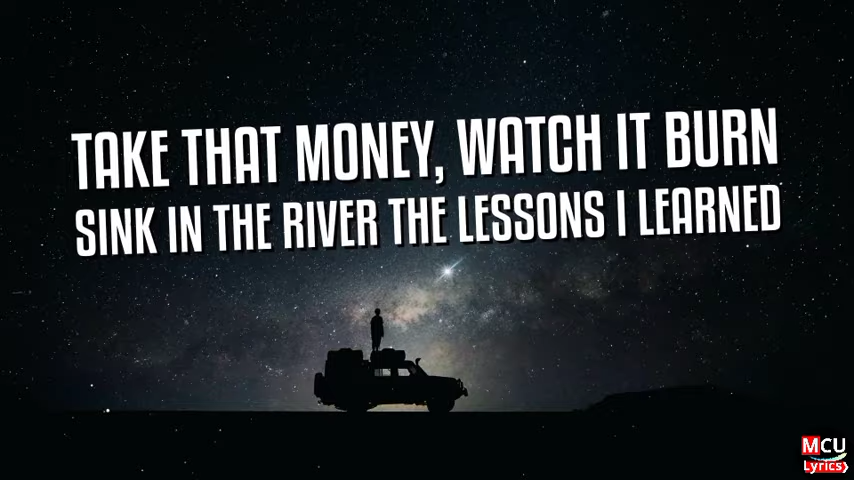 TAKE THAT MONEY, WATCH IT BURN
SINK IN THE RIVER THE LESSONS I LEARNED
MCU
Lyrics